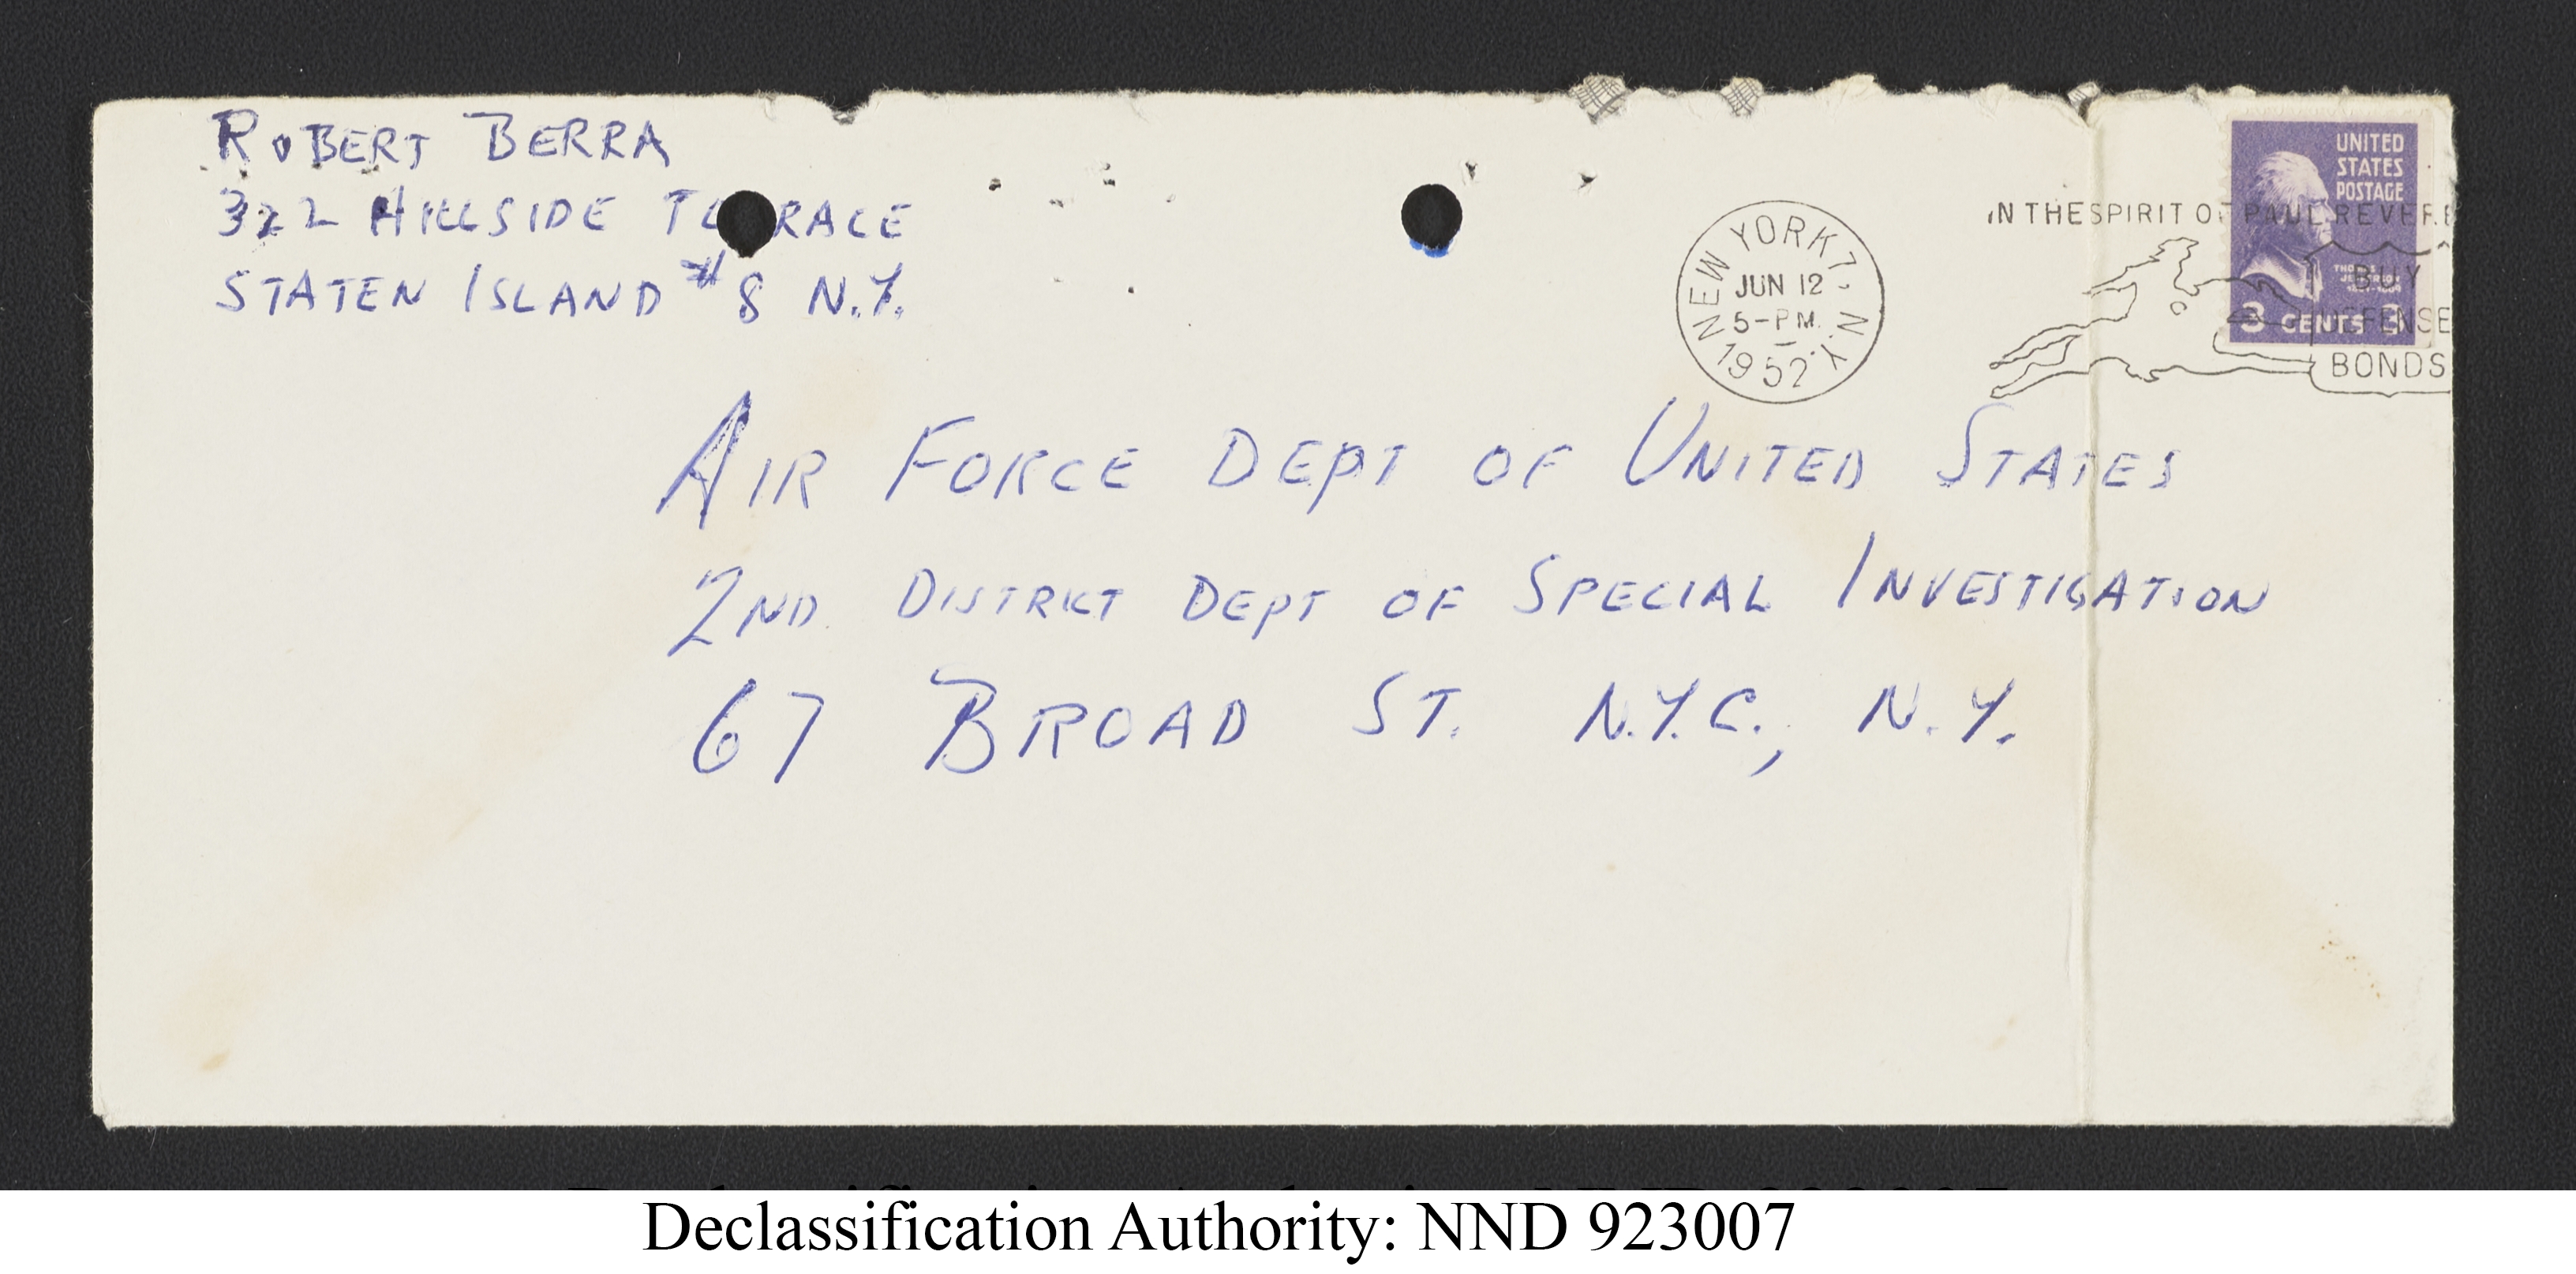 ROBERT BERRA
322 HILLSIDE TERRACE
STATEN ISLAND #8 N.Y.
NEW YORK 7, N.Y.
JUN 12
5-PM
1952
IN THE SPIRIT OF PAUL REVERE
BUY
DEFENSE
BONDS
UNITED
STATES
POSTAGE
THOMAS
JEFFERSON
3 CENTS 3
AIR FORCE DEPT OF UNITED STATES
2ND. DISTRICT DEPT OF SPECIAL INVESTIGATION
67 BROAD ST. N.Y.C., N.Y.
Declassification Authority: NND 923007